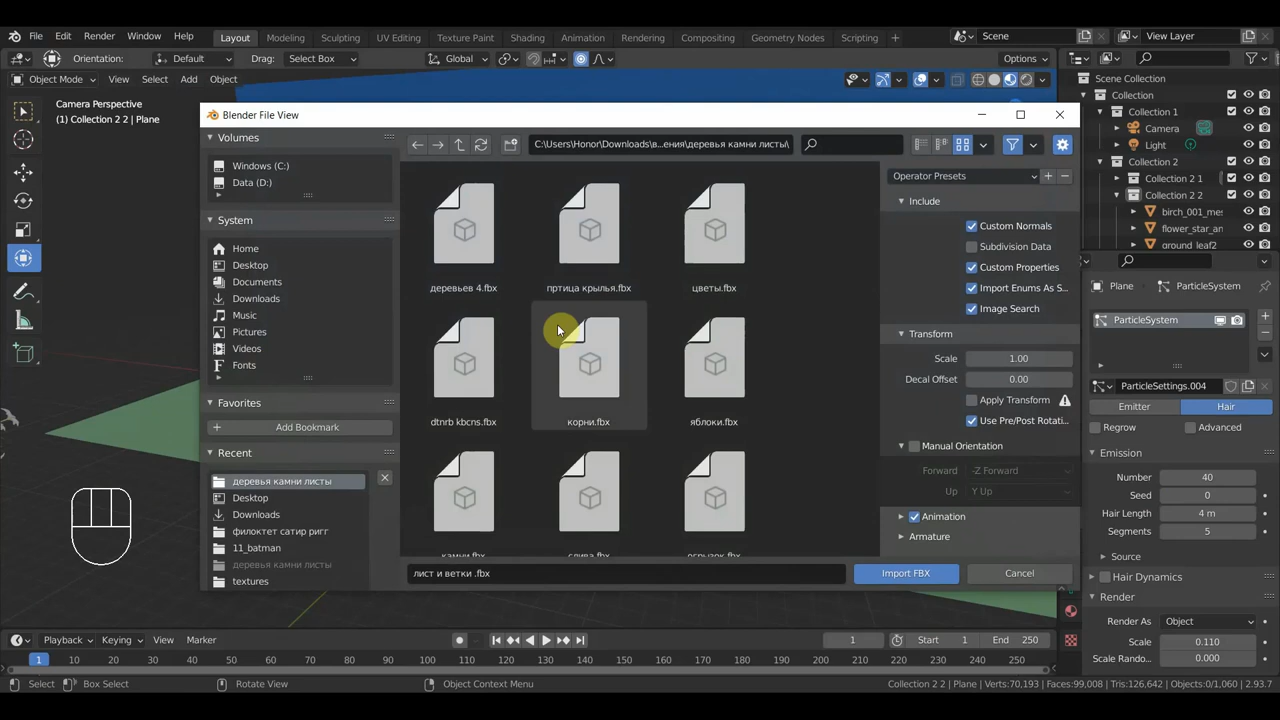 File Edit Render Window Help Layout Modeling Sculpting UV Editing Texture Paint Shading Animation Rendering Compositing Geometry Nodes Scripting + Scene View Layer
Orientation: Default Drag: Select Box Global Options
Object Mode View Select Add Object
Camera Perspective
(1) Collection 2 2 | Plane
Blender File View
Volumes
Windows (C:)
Data (D:)
System
Home
Desktop
Documents
Downloads
Music
Pictures
Videos
Fonts
Favorites
Add Bookmark
Recent
деревья камни листы
Desktop
Downloads
филоктет сатир ригг
11_batman
деревья камни листы
textures
C:\Users\Honor\Downloads\в...ения\деревья камни листы\
деревьев 4.fbx
пртица крылья.fbx
цветы.fbx
dtnrb kbcns.fbx
корни.fbx
яблоки.fbx
камни.fbx
слива.fbx
огрызок.fbx
лист и ветки .fbx
Import FBX
Cancel
Operator Presets
Include
Custom Normals
Subdivision Data
Custom Properties
Import Enums As S...
Image Search
Transform
Scale 1.00
Decal Offset 0.00
Apply Transform
Use Pre/Post Rotati...
Manual Orientation
Forward -Z Forward
Up Y Up
Animation
Armature
Scene Collection
Collection
Collection 1
Camera
Light
Collection 2
Collection 2 1
Collection 2 2
birch_001_mes
flower_star_an
ground_leaf2
Plane ParticleSystem
ParticleSystem
ParticleSettings.004
Emitter Hair
Regrow Advanced
Emission
Number 40
Seed 0
Hair Length 4 m
Segments 5
Source
Hair Dynamics
Render
Render As Object
Scale 0.110
Scale Rando... 0.000
Playback Keying View Marker 1 Start 1 End 250
1 10 20 30 40 50 60 70 80 90 100 110 120 130 140 150 160 170 180 190 200 210 220 230 240 250
Select Box Select Rotate View Object Context Menu Collection 2 2 | Plane | Verts:70,193 | Faces:99,008 | Tris:126,642 | Objects:0/1,060 | 2.93.7